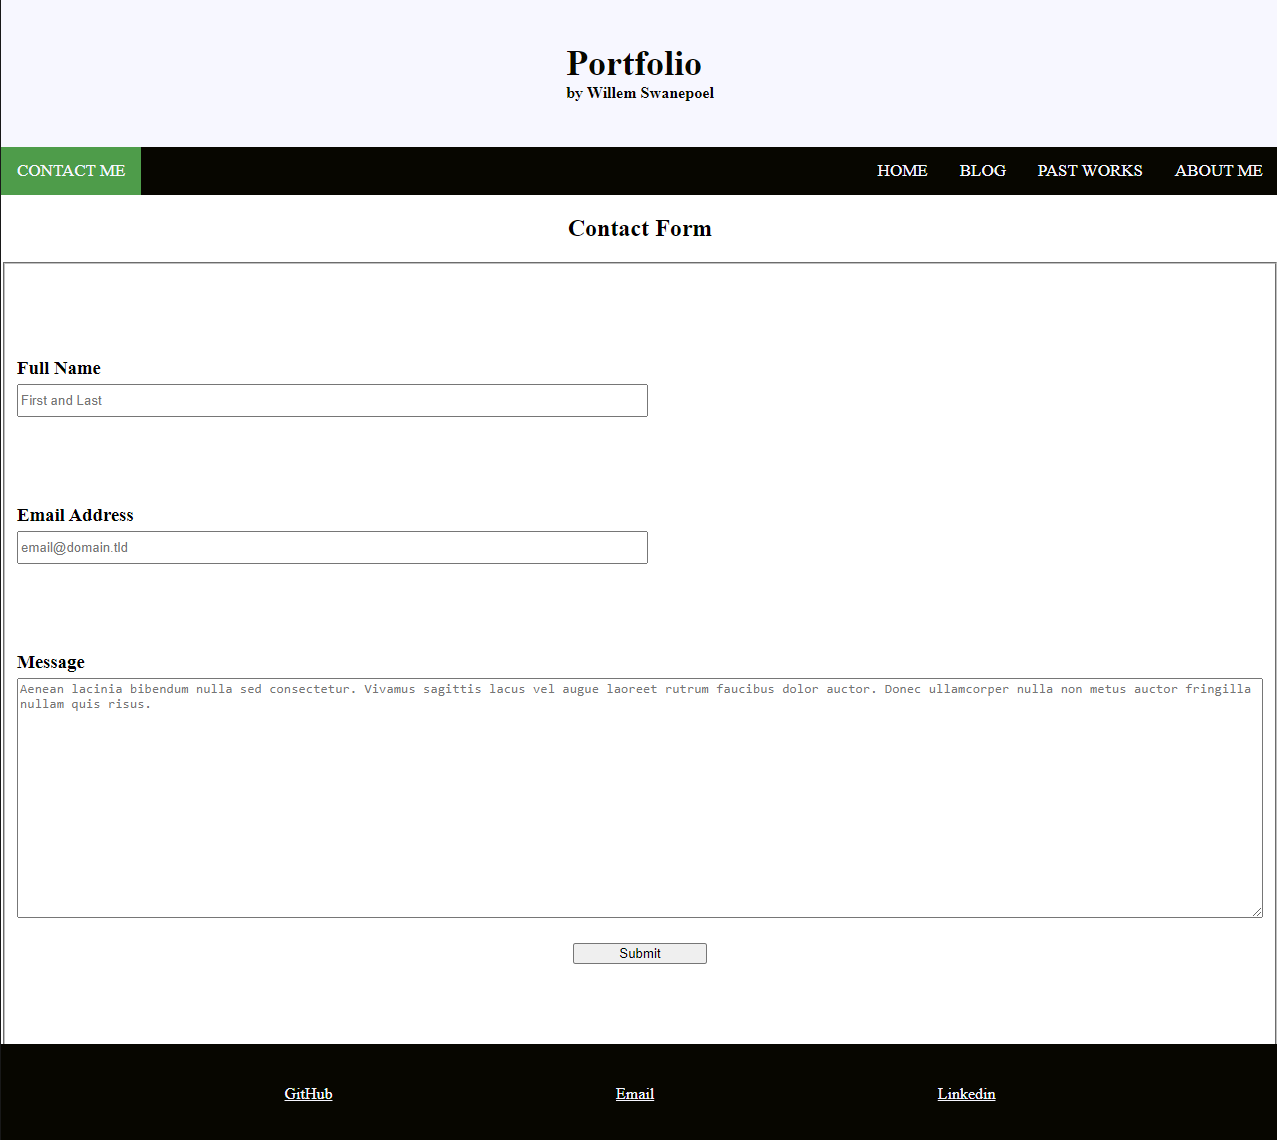 Portfolio
by Willem Swanepoel
CONTACT ME HOME BLOG PAST WORKS ABOUT ME
Contact Form
Full Name
First and Last
Email Address
email@domain.tld
Message
Aenean lacinia bibendum nulla sed consectetur. Vivamus sagittis lacus vel augue laoreet rutrum faucibus dolor auctor. Donec ullamcorper nulla non metus auctor fringilla
nullam quis risus.
Submit
GitHub Email Linkedin